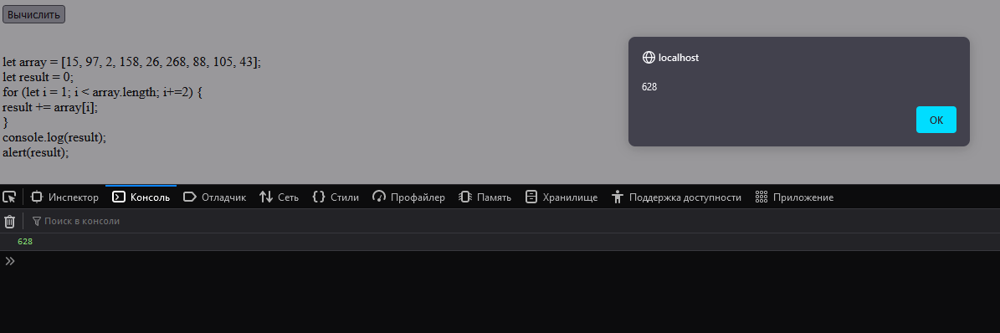 Вычислить
let array = [15, 97, 2, 158, 26, 268, 88, 105, 43];
let result = 0;
for (let i = 1; i < array.length; i+=2) {
result += array[i];
}
console.log(result);
alert(result);
localhost
628
OK
Инспектор Консоль Отладчик Сеть Стили Профайлер Память Хранилище Поддержка доступности Приложение
Поиск в консоли
628